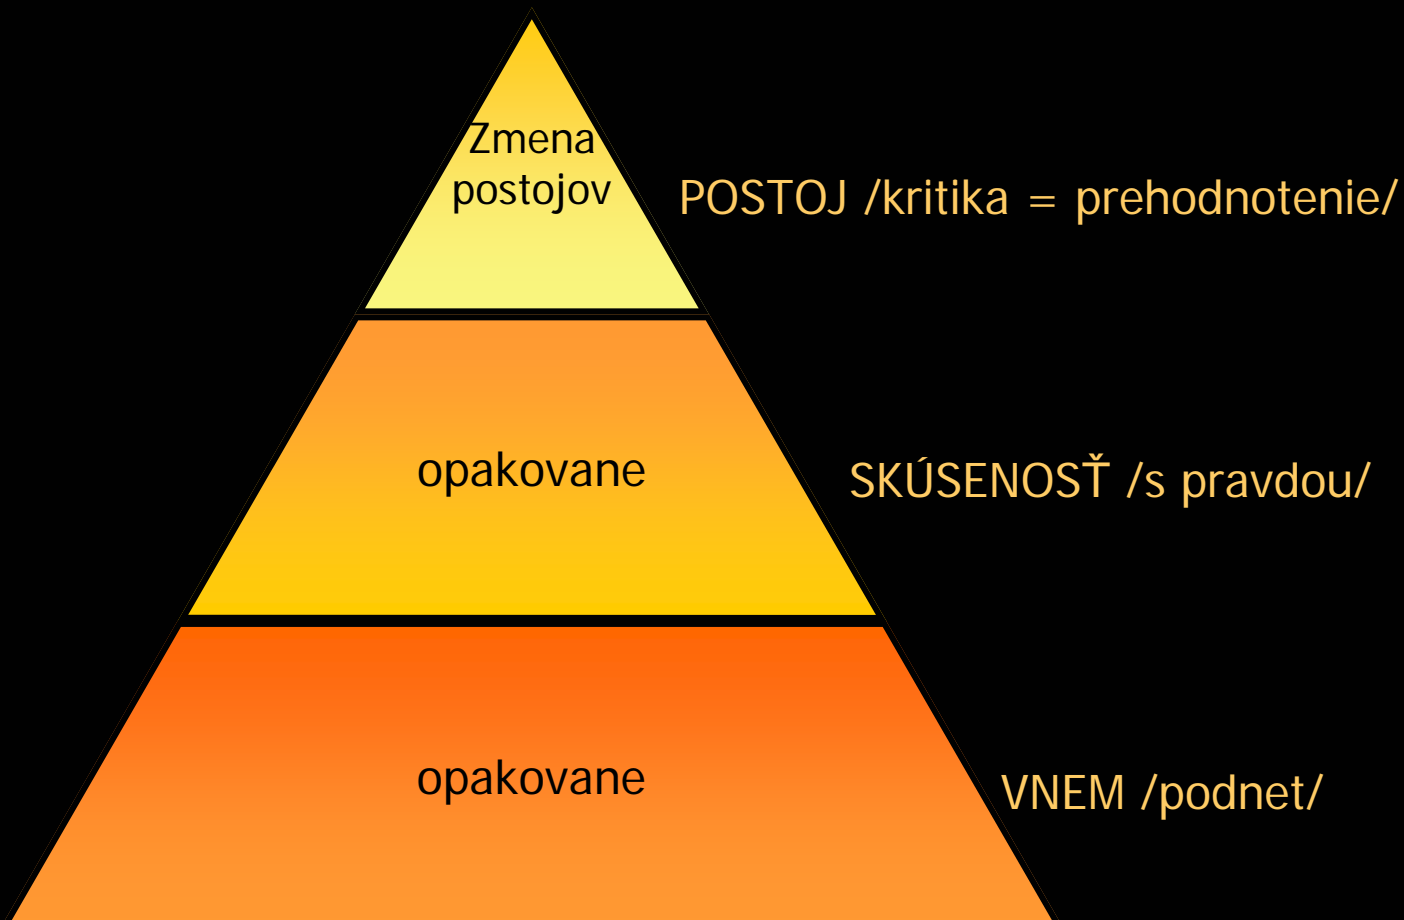 Zmena
postojov
POSTOJ /kritika = prehodnotenie/
opakovane
SKÚSENOSŤ /s pravdou/
opakovane
VNEM /podnet/